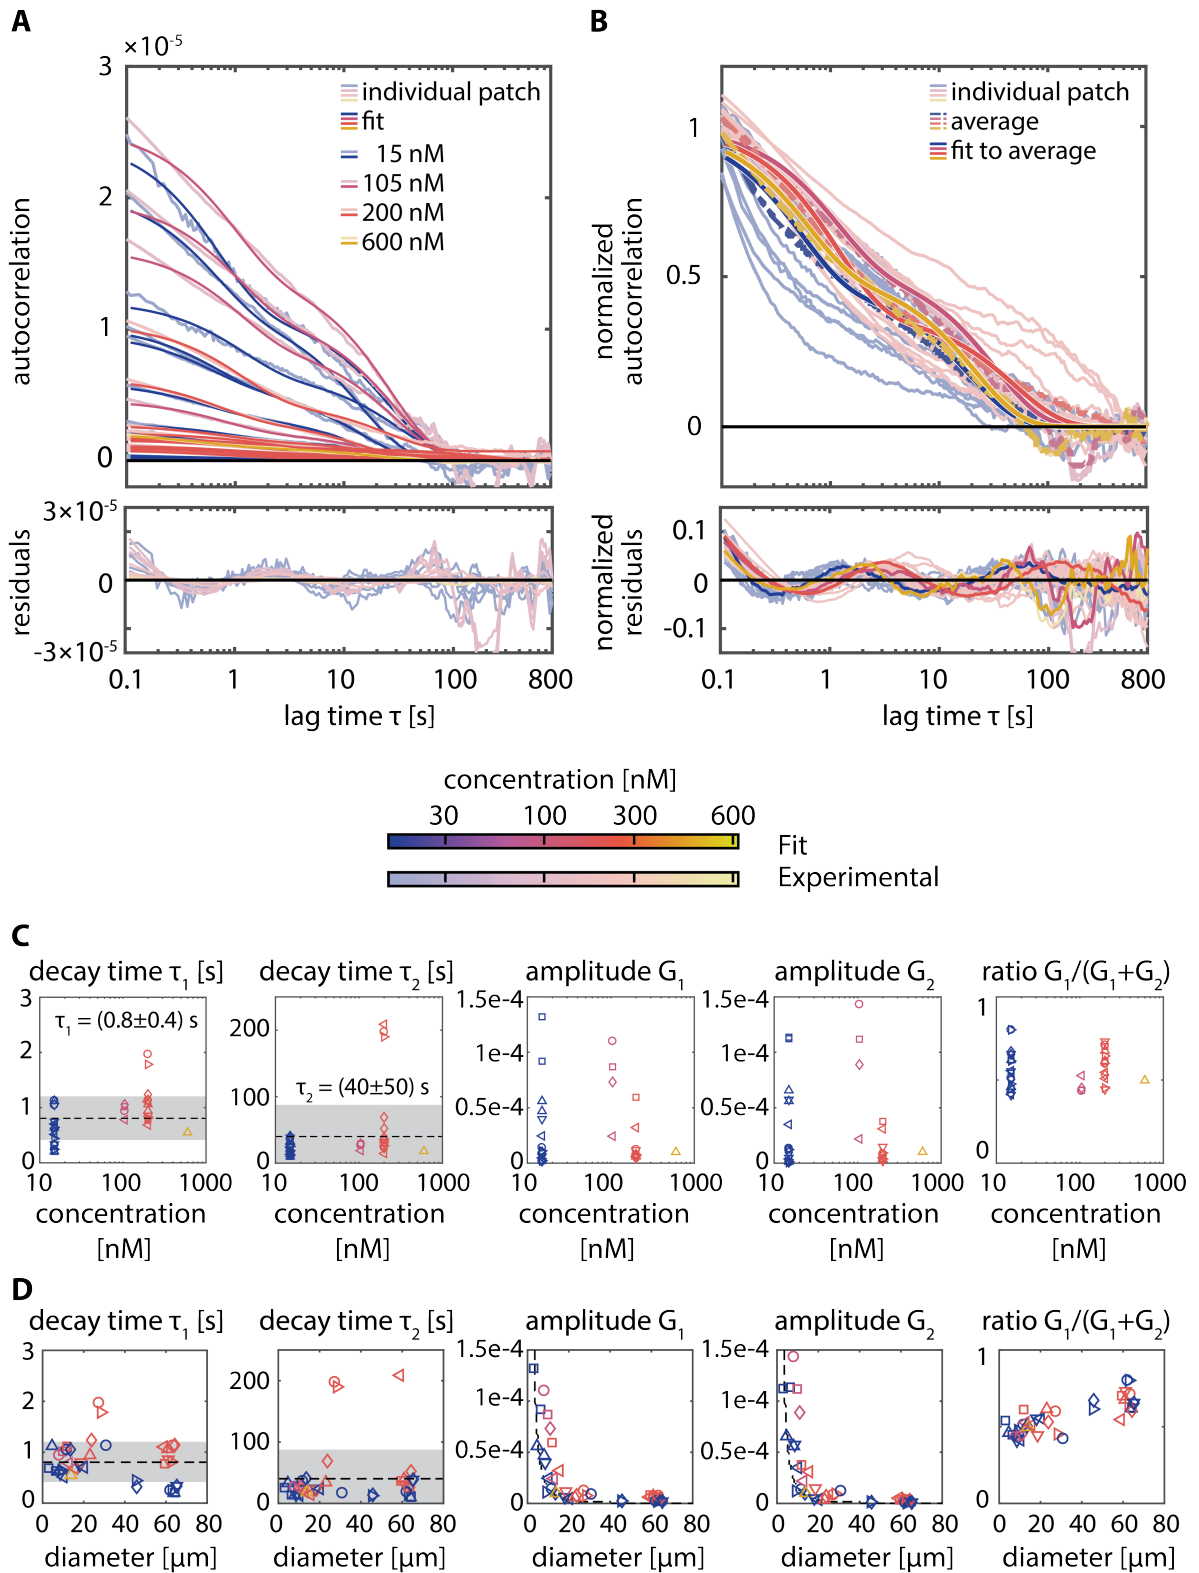 A
×10-5
3
2
1
0
autocorrelation
individual patch
fit
15 nM
105 nM
200 nM
600 nM
3×10-5
0
-3×10-5
residuals
0.1 1 10 100 800
lag time τ [s]
B
1
0.5
0
normalized
autocorrelation
individual patch
average
fit to average
0.1
0
-0.1
normalized
residuals
0.1 1 10 100 800
lag time τ [s]
concentration [nM]
30 100 300 600
Fit
Experimental
C
decay time τ1 [s]
3
2
1
0
τ1 = (0.8±0.4) s
10 100 1000
concentration
[nM]
decay time τ2 [s]
200
100
0
τ2 = (40±50) s
10 100 1000
concentration
[nM]
amplitude G1
1.5e-4
1e-4
0.5e-4
0
10 100 1000
concentration
[nM]
amplitude G2
1.5e-4
1e-4
0.5e-4
0
10 100 1000
concentration
[nM]
ratio G1/(G1+G2)
1
0
10 100 1000
concentration
[nM]
D
decay time τ1 [s]
3
2
1
0
0 20 40 60 80
diameter [μm]
decay time τ2 [s]
200
100
0
0 20 40 60 80
diameter [μm]
amplitude G1
1.5e-4
1e-4
0.5e-4
0
0 20 40 60 80
diameter [μm]
amplitude G2
1.5e-4
1e-4
0.5e-4
0
0 20 40 60 80
diameter [μm]
ratio G1/(G1+G2)
1
0
0 20 40 60 80
diameter [μm]